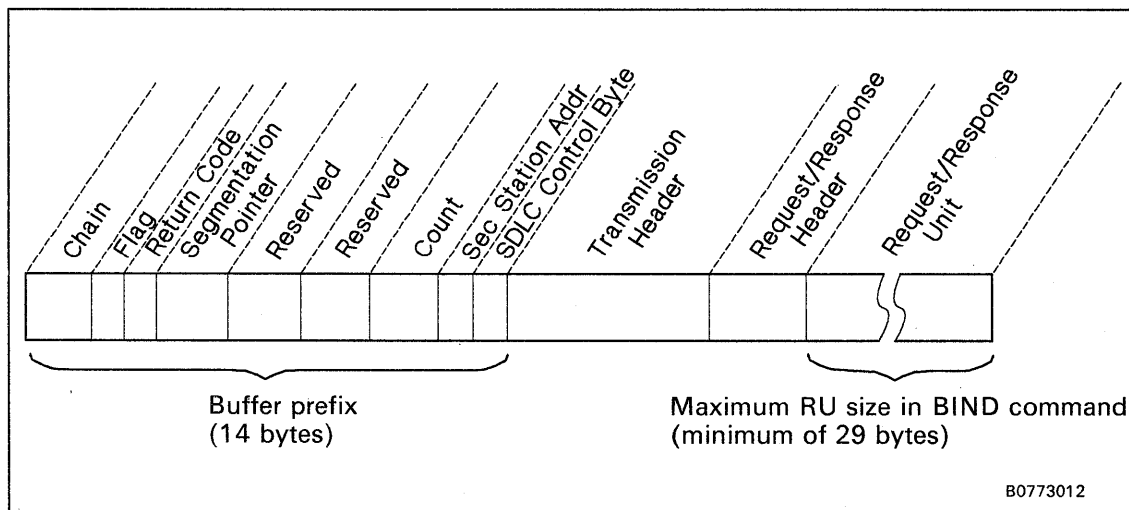 Chain
Flag
Return Code
Segmentation
Pointer
Reserved
Reserved
Count
Sec Station Addr
SDLC Control Byte
Transmission
Header
Request/Response
Header
Request/Response
Unit
Buffer prefix
(14 bytes)
Maximum RU size in BIND command
(minimum of 29 bytes)
B0773012